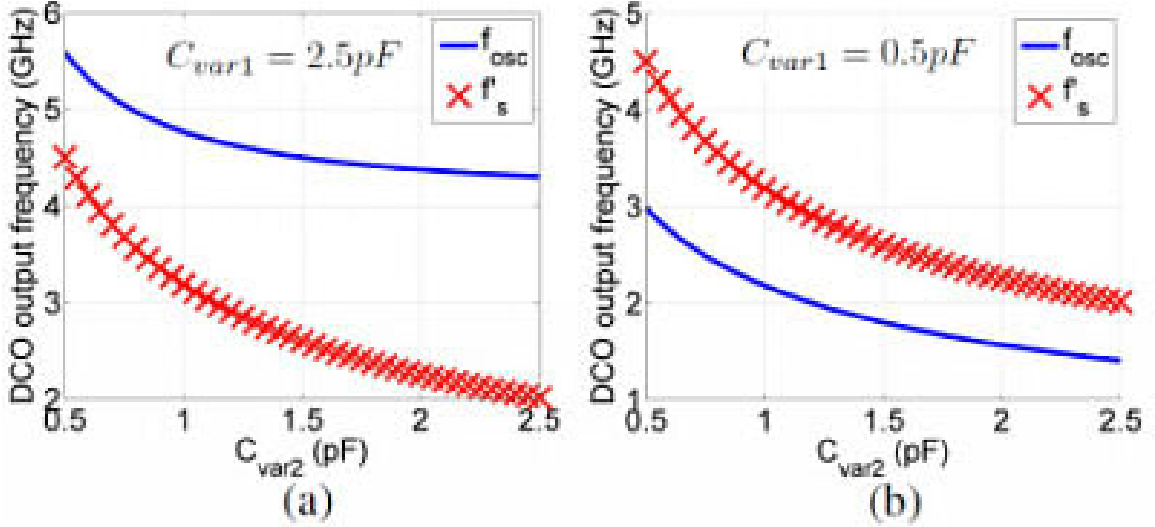 DCO output frequency (GHz)
6
5
4
3
2
0.5
1
1.5
2
2.5
C_var2 (pF)
C_var1 = 2.5pF
f_osc
f'_s
(a)
DCO output frequency (GHz)
5
4
3
2
1
0.5
1
1.5
2
2.5
C_var2 (pF)
C_var1 = 0.5pF
f_osc
f'_s
(b)